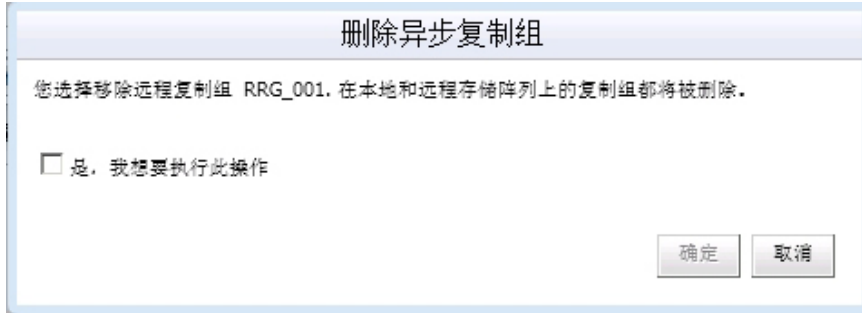 删除异步复制组
您选择移除远程复制组 RRG_001. 在本地和远程存储阵列上的复制组都将被删除.
是, 我想要执行此操作
确定
取消